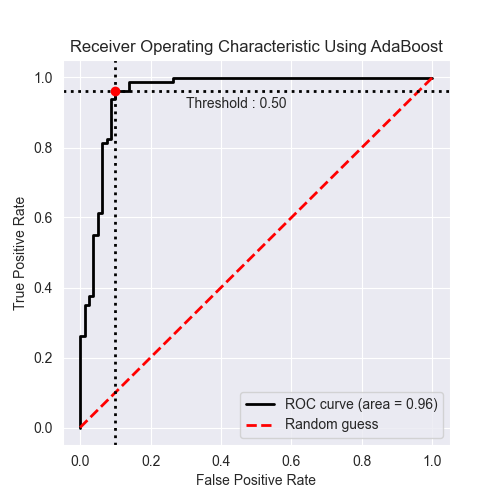 Receiver Operating Characteristic Using AdaBoost
1.0
Threshold : 0.50
0.8
0.6
True Positive Rate
0.4
0.2
ROC curve (area = 0.96)
Random guess
0.0
0.0 0.2 0.4 0.6 0.8 1.0
False Positive Rate